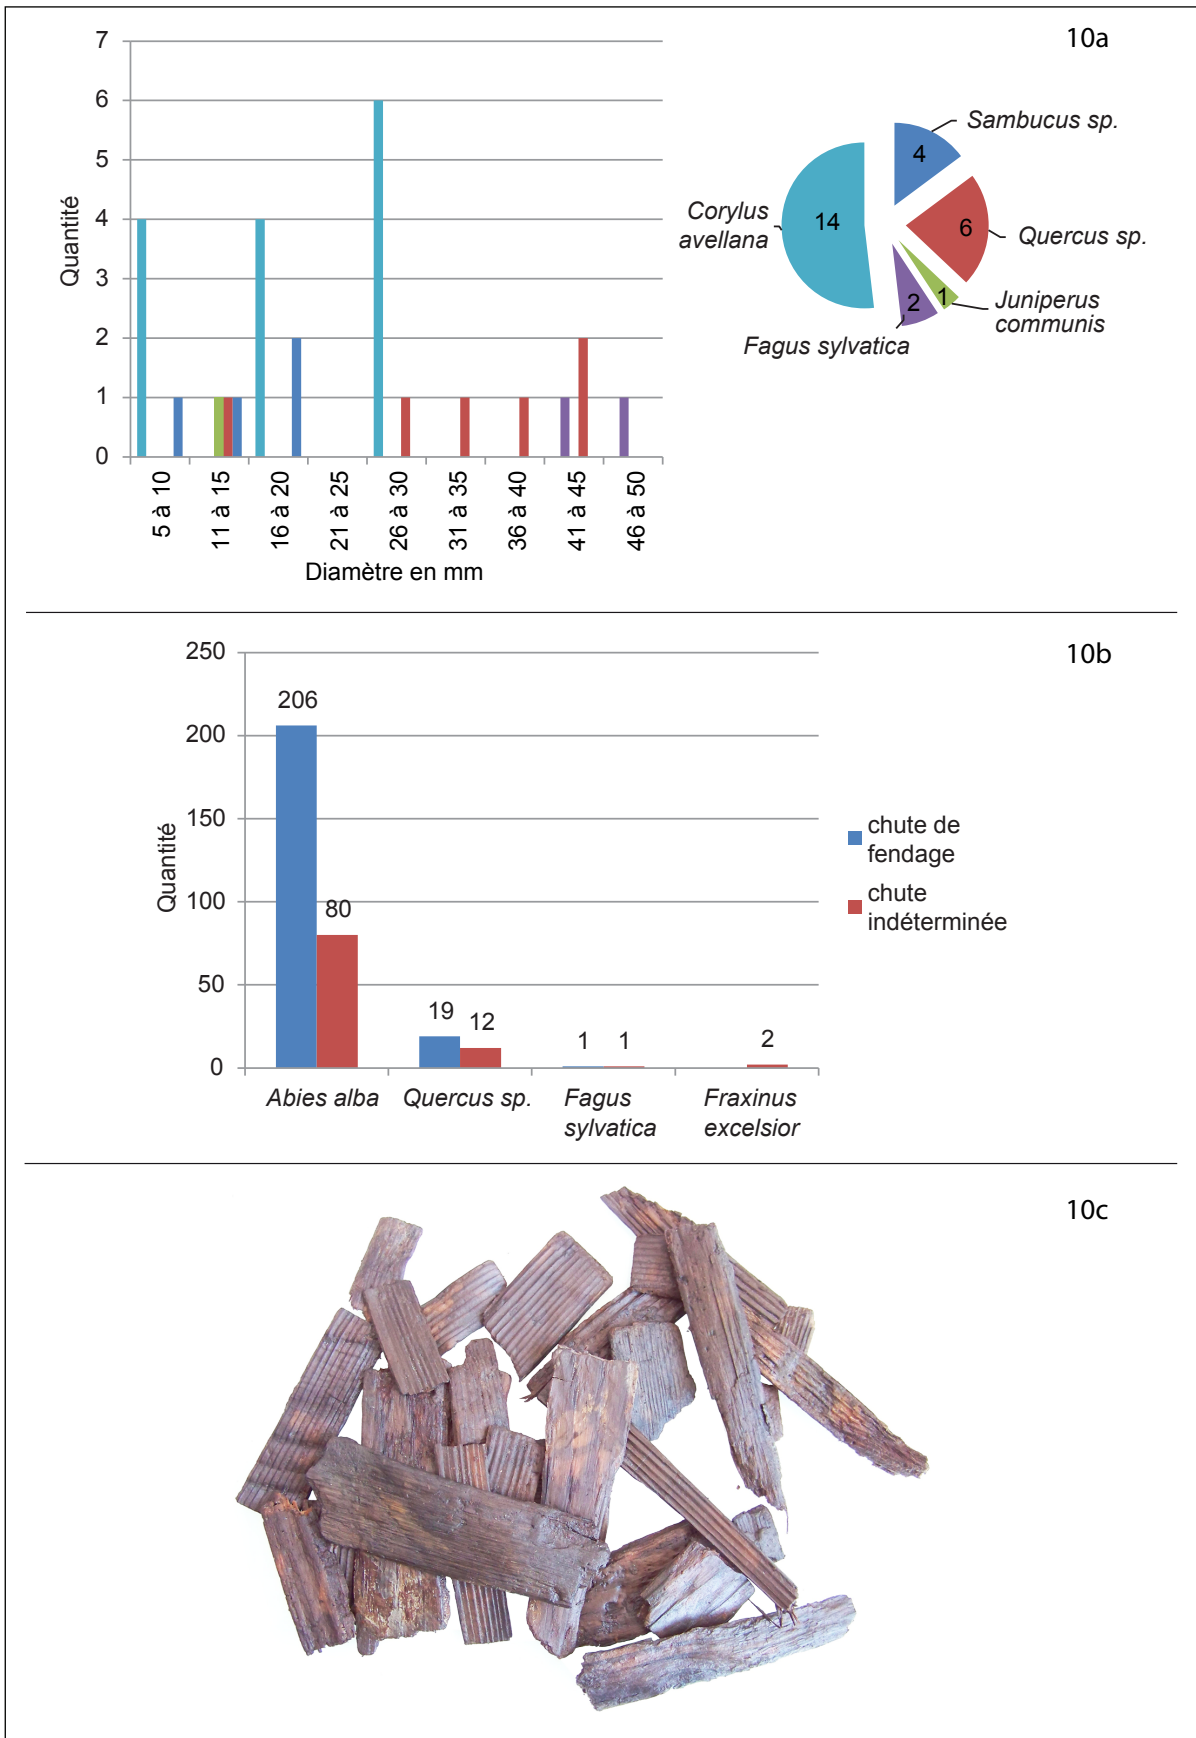 10a
7
6
5
4
3
2
1
0
Quantité
5 à 10
11 à 15
16 à 20
21 à 25
26 à 30
31 à 35
36 à 40
41 à 45
46 à 50
Diamètre en mm
Sambucus sp.
4
Quercus sp.
6
Juniperus
communis
1
Fagus sylvatica
2
Corylus
avellana
14
10b
250
200
150
100
50
0
Quantité
206
80
19
12
1
1
2
Abies alba
Quercus sp.
Fagus
sylvatica
Fraxinus
excelsior
chute de
fendage
chute
indéterminée
10c